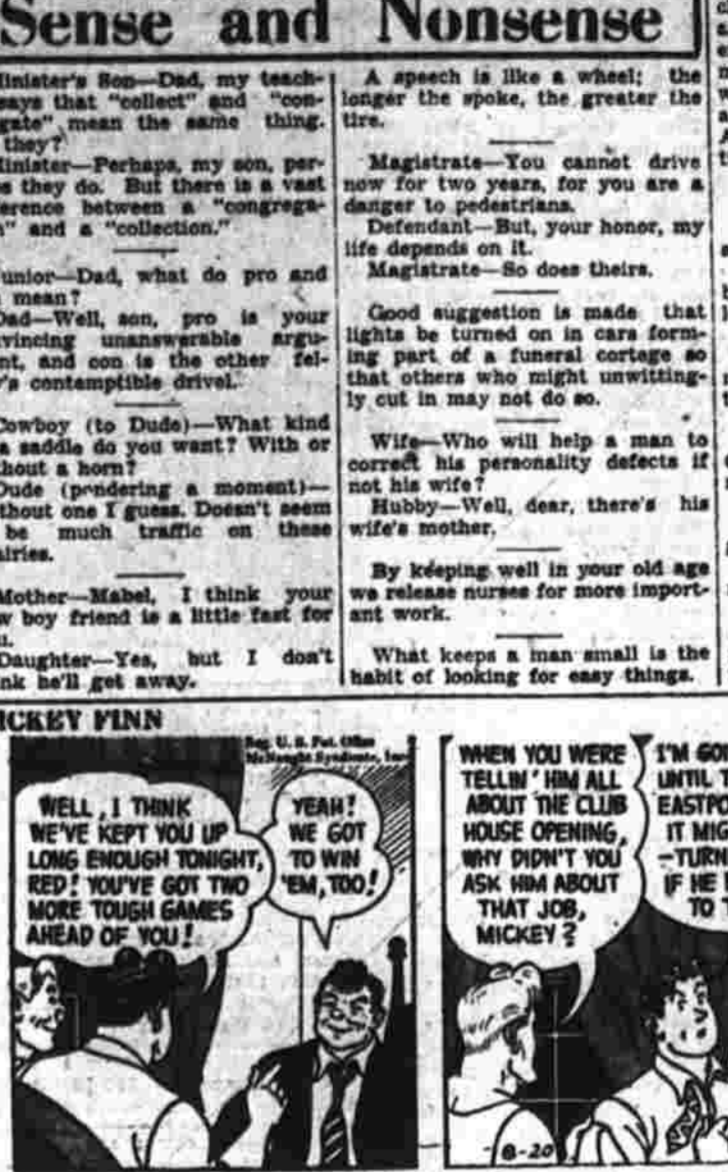 Sense and Nonsense
inister's Son—Dad, my teach-
says that "collect" and "con-
gate" mean the same thing.
they?
inister—Perhaps, my son, per-
s they do. But there is a vast
erence between a "congrega-
n" and a "collection."
unior—Dad, what do pro and
mean?
Dad—Well, son, pro is your
vincing unanswerable argu-
nt, and con is the other fel-
r's contemptible drivel.
Cowboy (to Dude)—What kind
a saddle do you want? With or
hout a horn?
Dude (pondering a moment)—
thout one I guess. Doesn't seem
be much traffic on these
airies.
Mother—Mabel, I think your
w boy friend is a little fast for
u.
Daughter—Yes, but I don't
nk he'll get away.
A speech is like a wheel; the
longer the spoke, the greater the
tire.
Magistrate—You cannot drive
now for two years, for you are a
danger to pedestrians.
Defendant—But, your honor, my
life depends on it.
Magistrate—So does theirs.
Good suggestion is made that
lights be turned on in cars form-
ing part of a funeral cortage so
that others who might unwitting-
ly cut in may not do so.
Wife—Who will help a man to
correct his personality defects if
not his wife?
Hubby—Well, dear, there's his
wife's mother.
By keeping well in your old age
we release nurses for more import-
ant work.
What keeps a man small is the
habit of looking for easy things.
ICKEY FINN
Reg. U. S. Pat. Office
McNaught Syndicate, Inc
WELL, I THINK
WE'VE KEPT YOU UP
LONG ENOUGH TONIGHT,
RED! YOU'VE GOT TWO
MORE TOUGH GAMES
AHEAD OF YOU!
YEAH!
WE GOT
TO WIN
'EM, TOO!
WHEN YOU WERE
TELLIN' HIM ALL
ABOUT THE CLUB
HOUSE OPENING,
WHY DIDN'T YOU
ASK HIM ABOUT
THAT JOB,
MICKEY?
I'M GO
UNTIL
EASTP
IT MI
—TURN
IF HE
TO
8-20